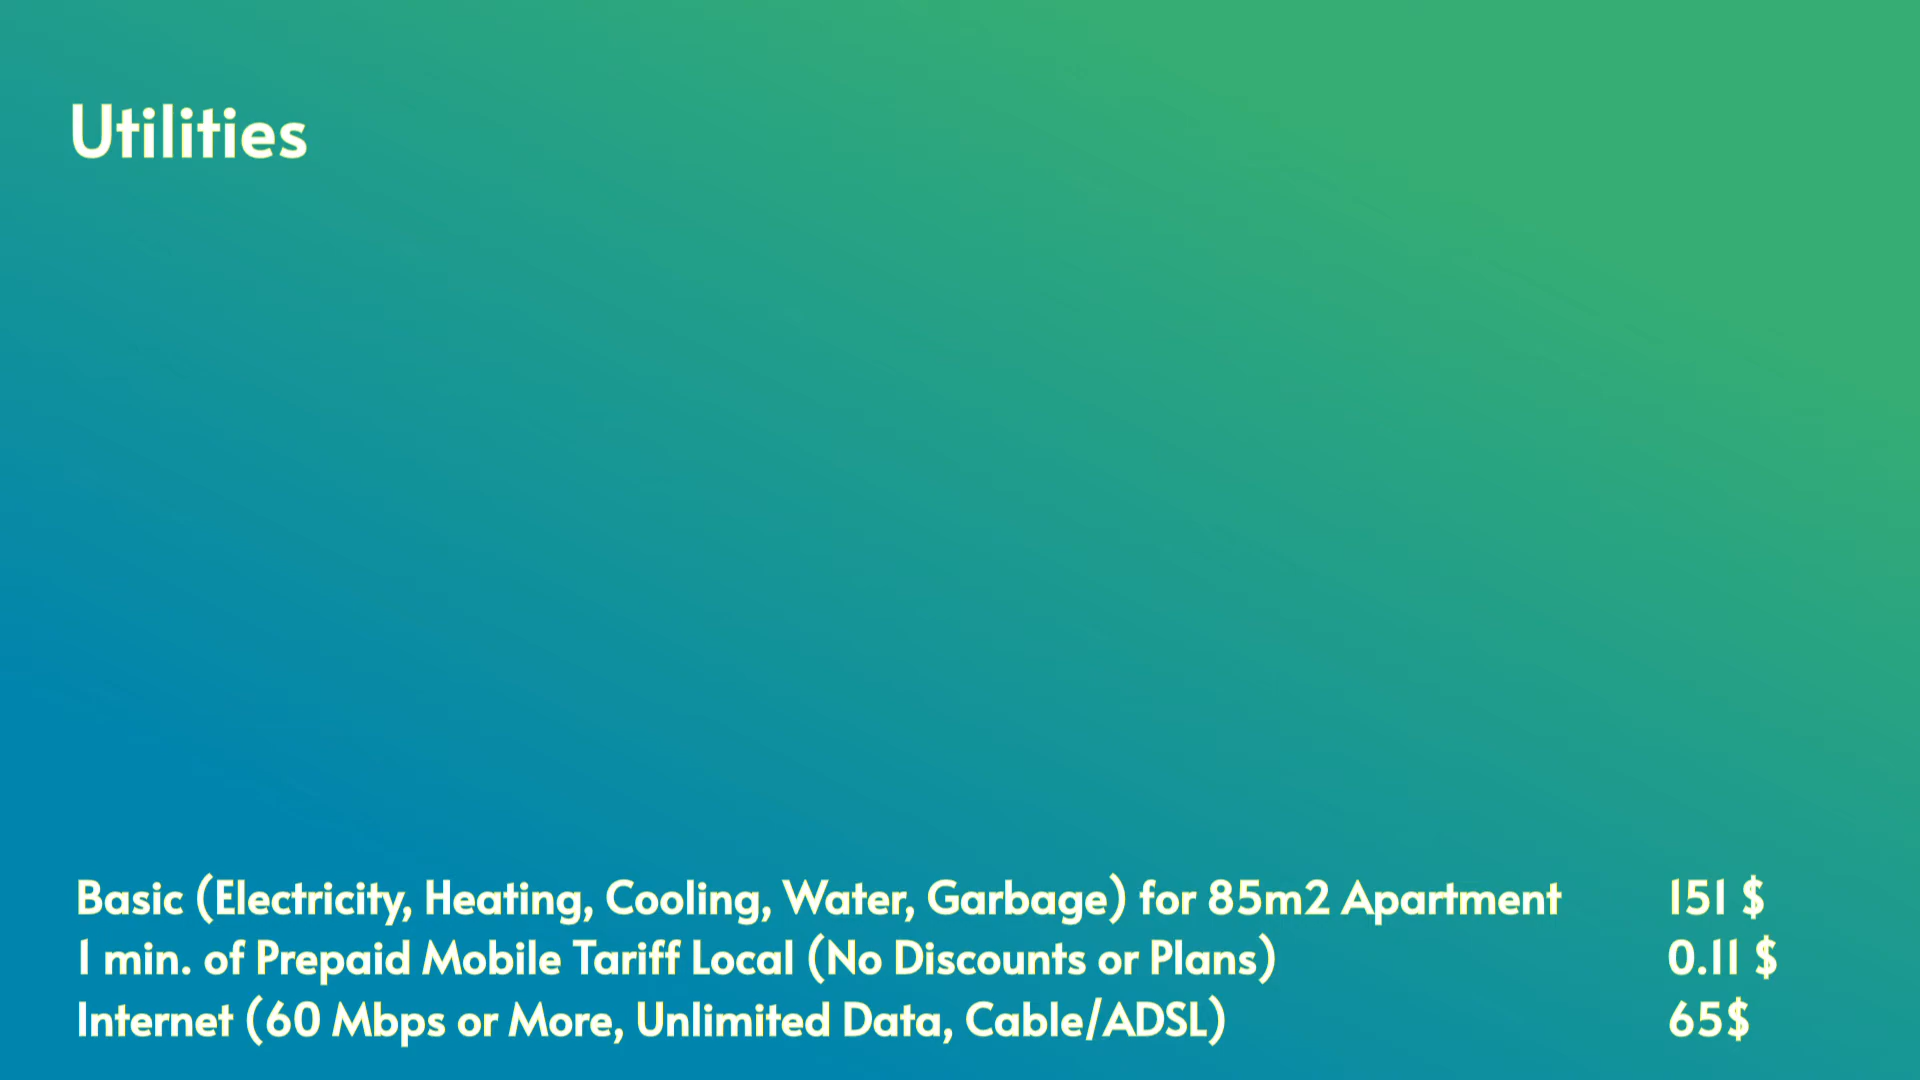 Utilities
Basic (Electricity, Heating, Cooling, Water, Garbage) for 85m2 Apartment 151 $
1 min. of Prepaid Mobile Tariff Local (No Discounts or Plans) 0.11 $
Internet (60 Mbps or More, Unlimited Data, Cable/ADSL) 65$